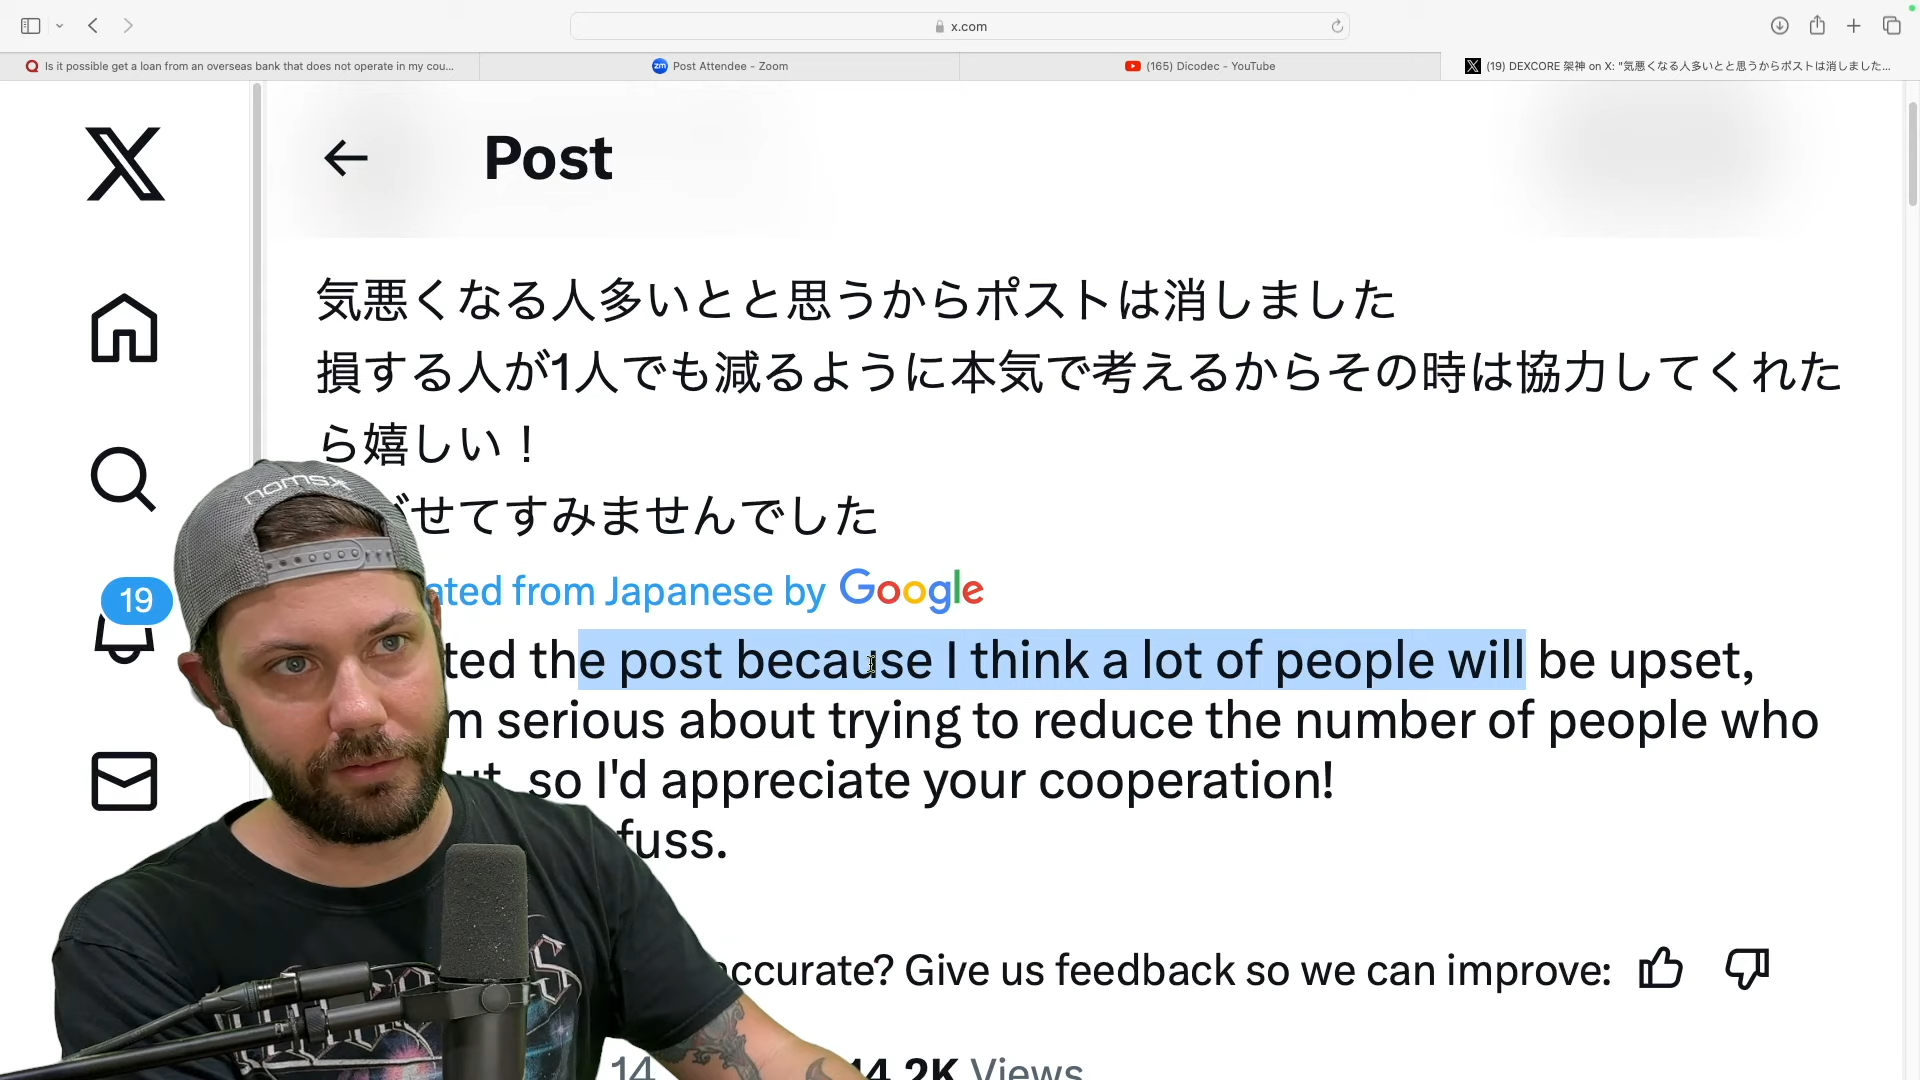 x.com
Is it possible get a loan from an overseas bank that does not operate in my cou...
zm Post Attendee - Zoom
(165) Dicodec - YouTube
(19) DEXCORE 架神 on X: "気悪くなる人多いとと思うからポストは消しました...
Post
気悪くなる人多いとと思うからポストは消しました
損する人が1人でも減るように本気で考えるからその時は協力してくれた
ら嬉しい！
せてすみませんでした
from Japanese by Google
the post because I think a lot of people will be upset,
serious about trying to reduce the number of people who
so I'd appreciate your cooperation!
fuss.
19
nomsx
accurate? Give us feedback so we can improve:
Views